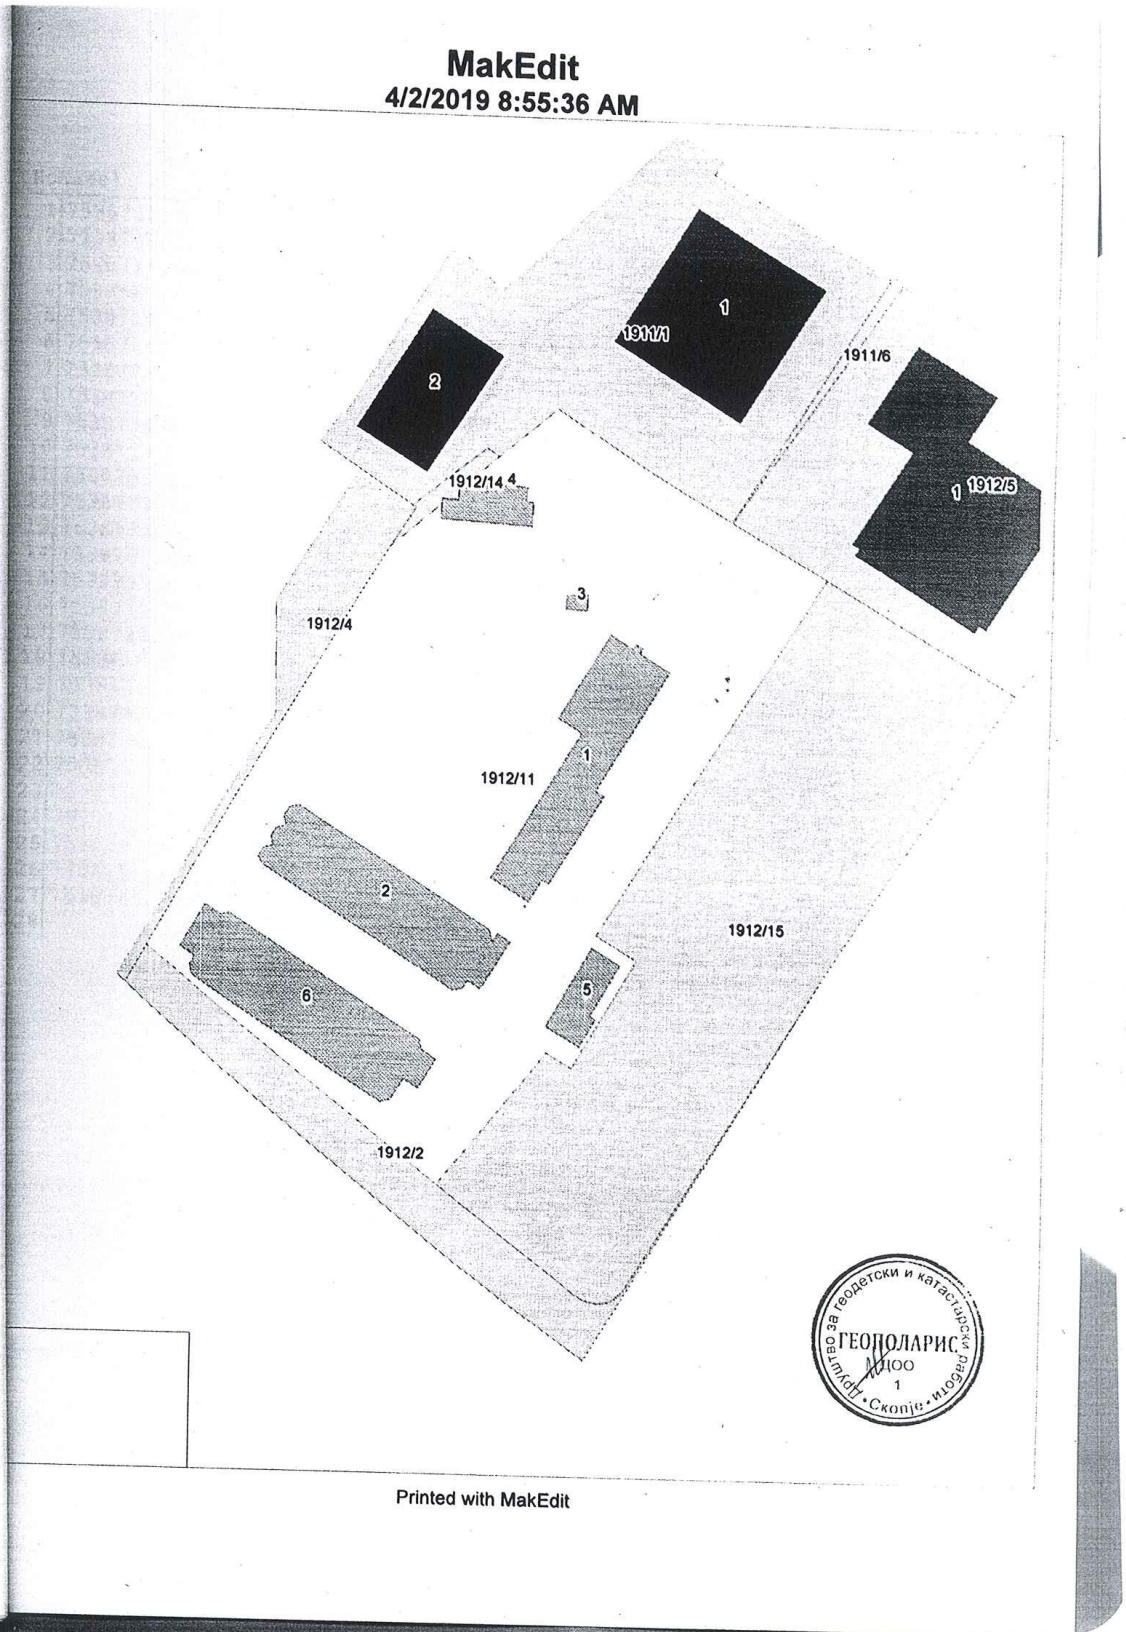 MakEdit
4/2/2019 8:55:36 AM
1
1911/1
1911/6
2
1912/14 4
1 1912/5
3
1912/4
1
1912/11
2
1912/15
5
6
1912/2
Друштво за геодетски и катастарски работи
ГЕОПОЛАРИС
ДОО
1
• Скопје •
Printed with MakEdit